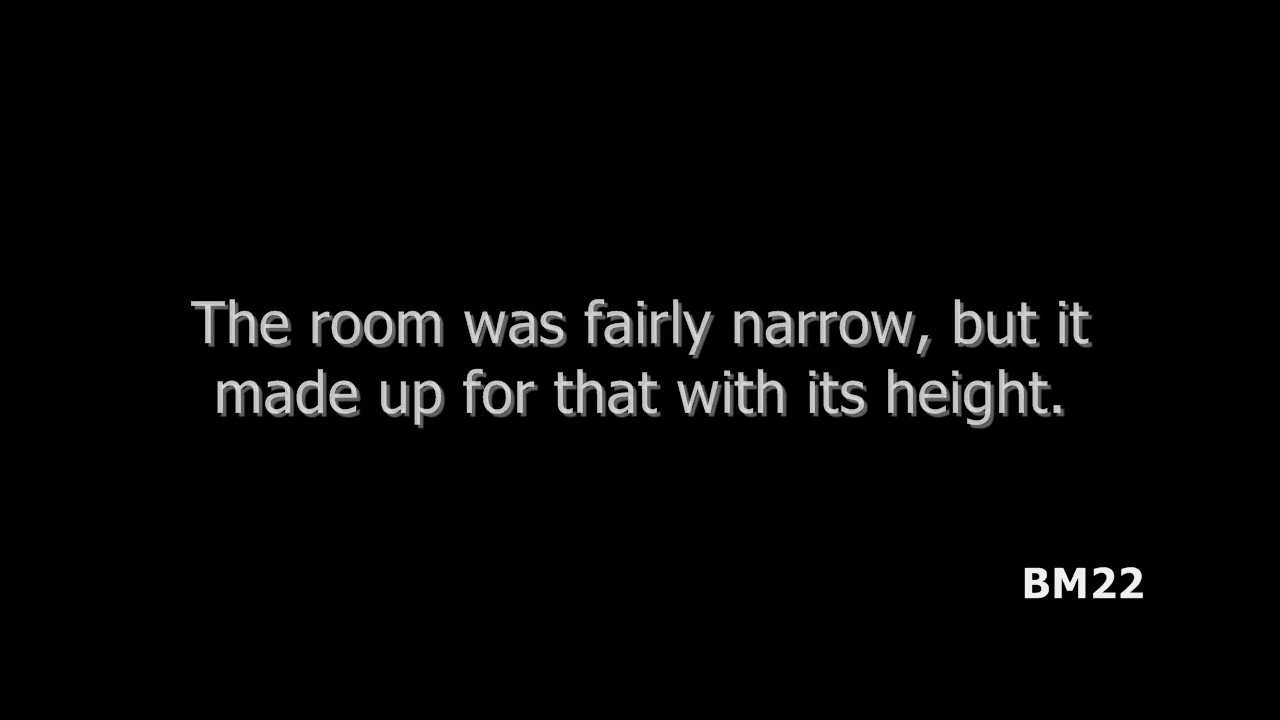 The room was fairly narrow, but it
made up for that with its height.
BM22